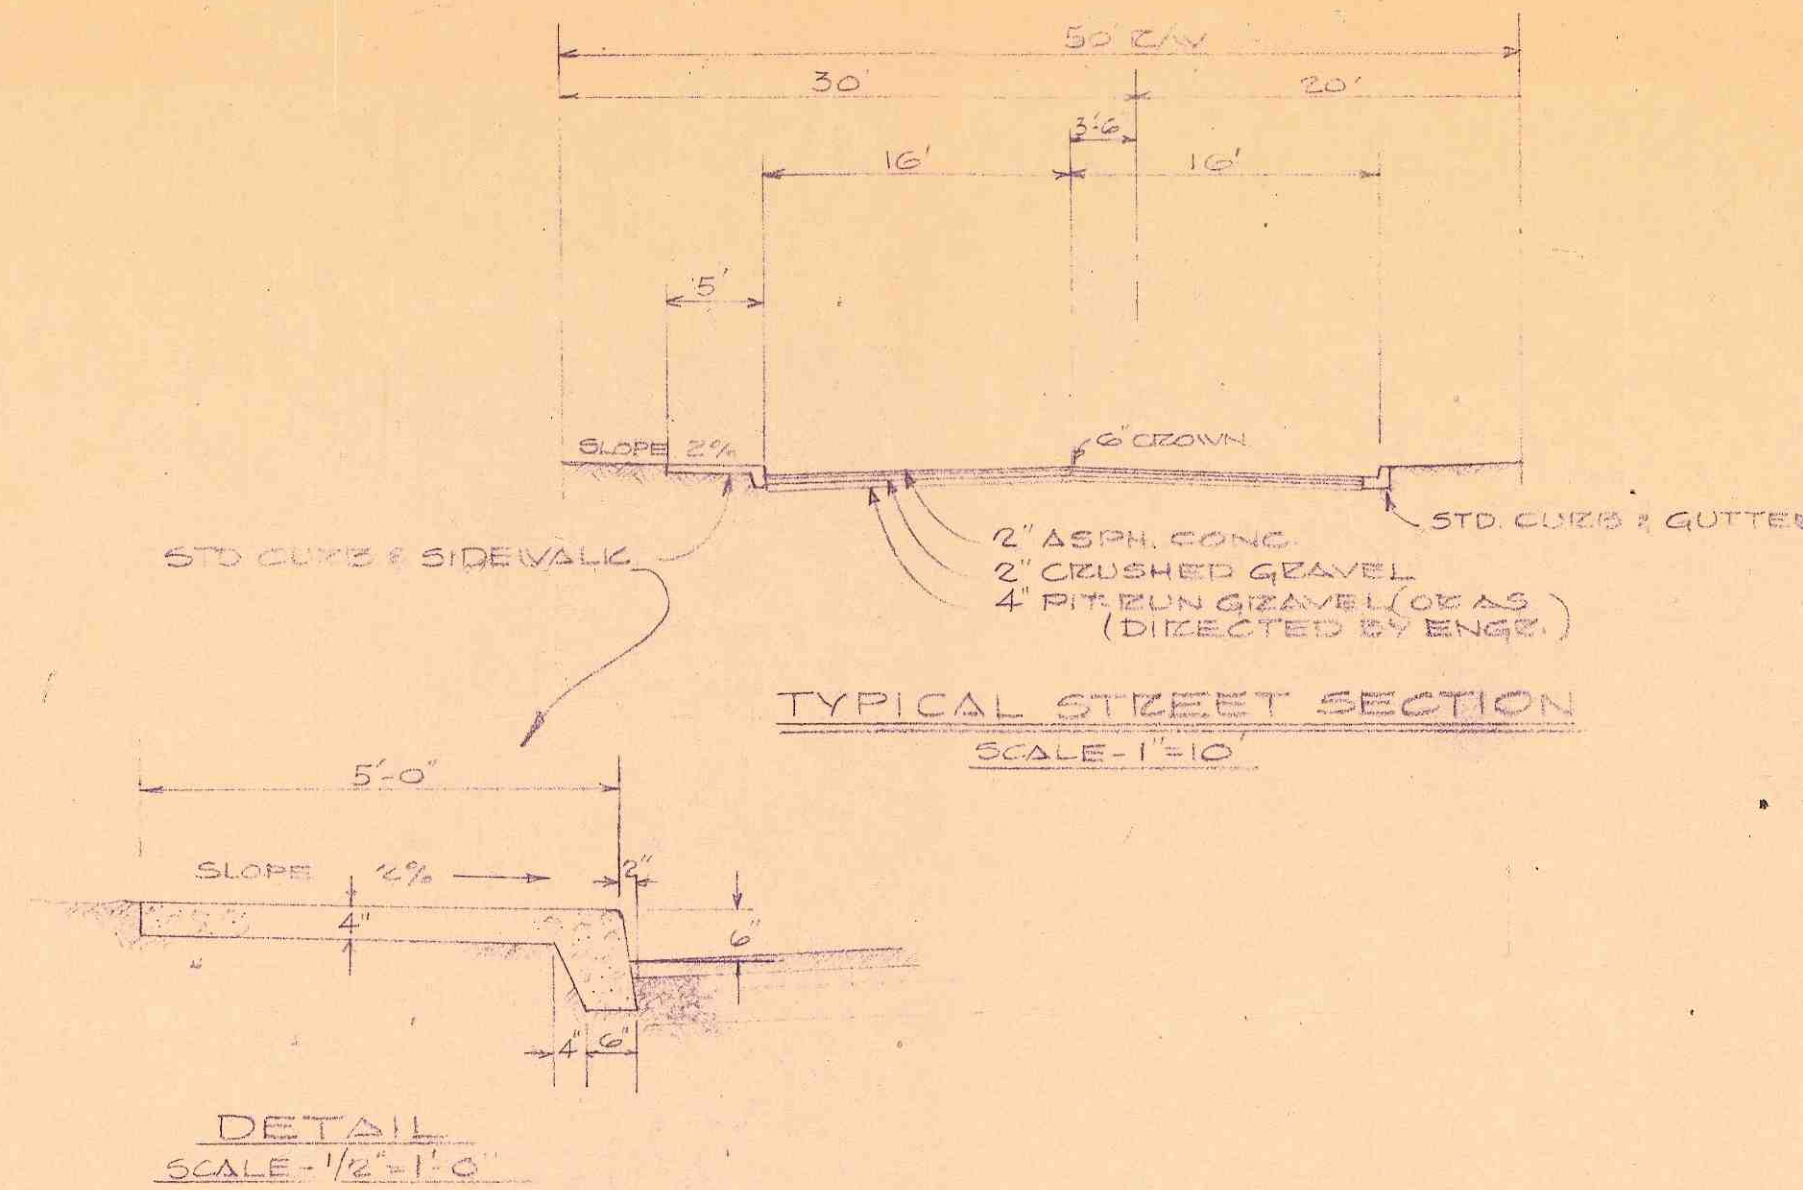 50' R/W
30'
20'
3'-6"
16'
16'
5'
SLOPE 2%
6" CROWN
STD. CURB & GUTTER
STD CURB & SIDEWALK
2" ASPH. CONC.
2" CRUSHED GRAVEL
4" PIT-RUN GRAVEL (OR AS
(DIRECTED BY ENGR.)
TYPICAL STREET SECTION
SCALE - 1" = 10'
5'-0"
SLOPE 2%
2"
4"
6"
4"
6"
DETAIL
SCALE - 1/2" = 1'-0"